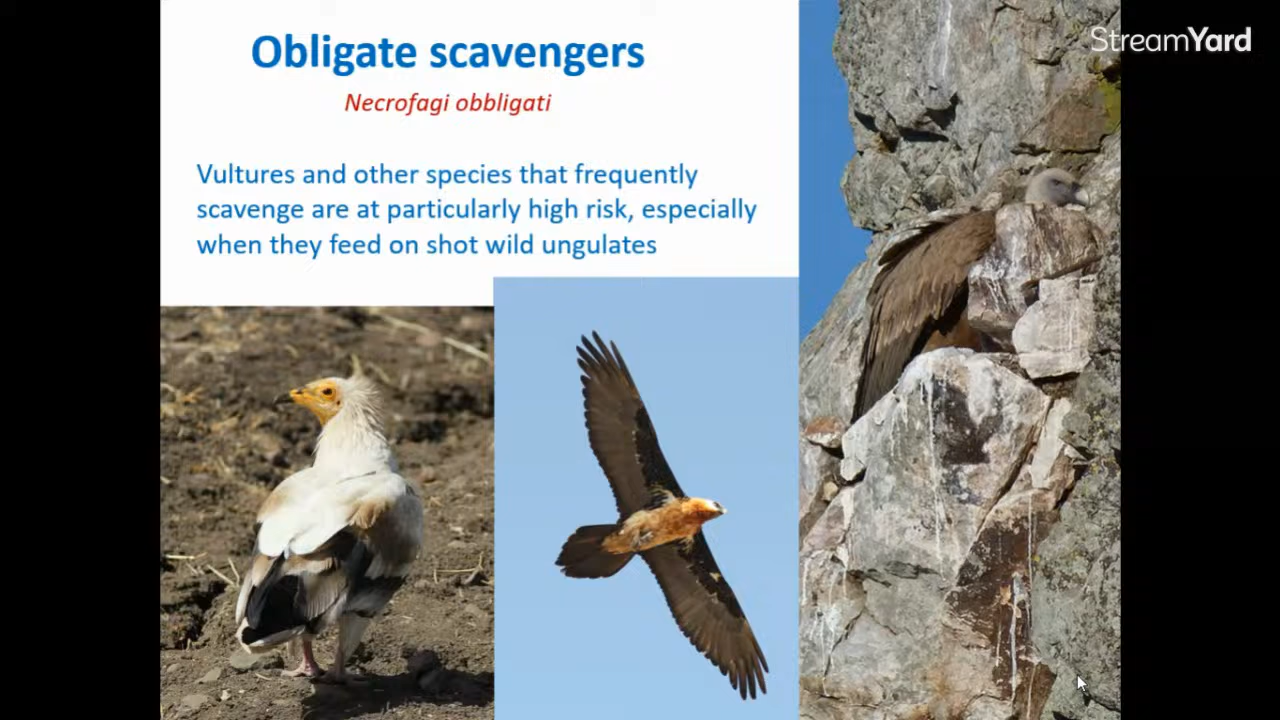 Obligate scavengers
Necrofagi obbligati
Vultures and other species that frequently
scavenge are at particularly high risk, especially
when they feed on shot wild ungulates
StreamYard